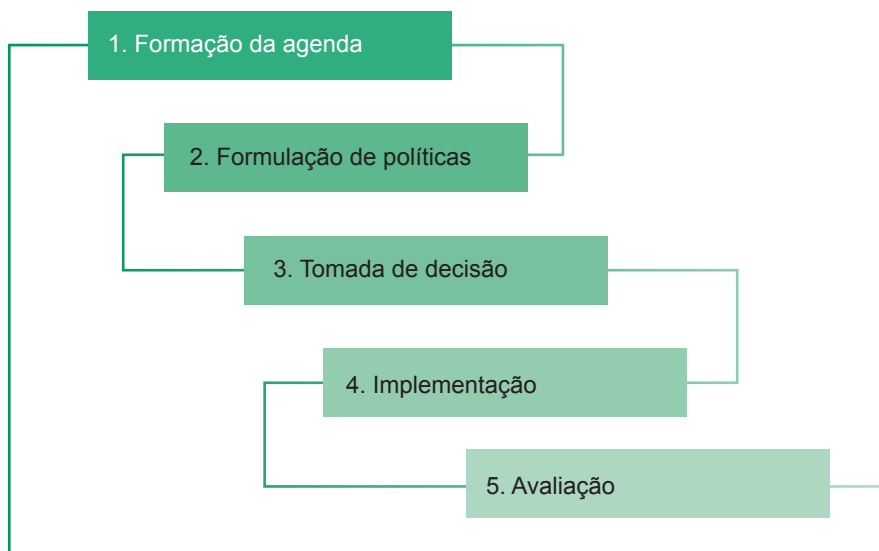 1. Formação da agenda
2. Formulação de políticas
3. Tomada de decisão
4. Implementação
5. Avaliação